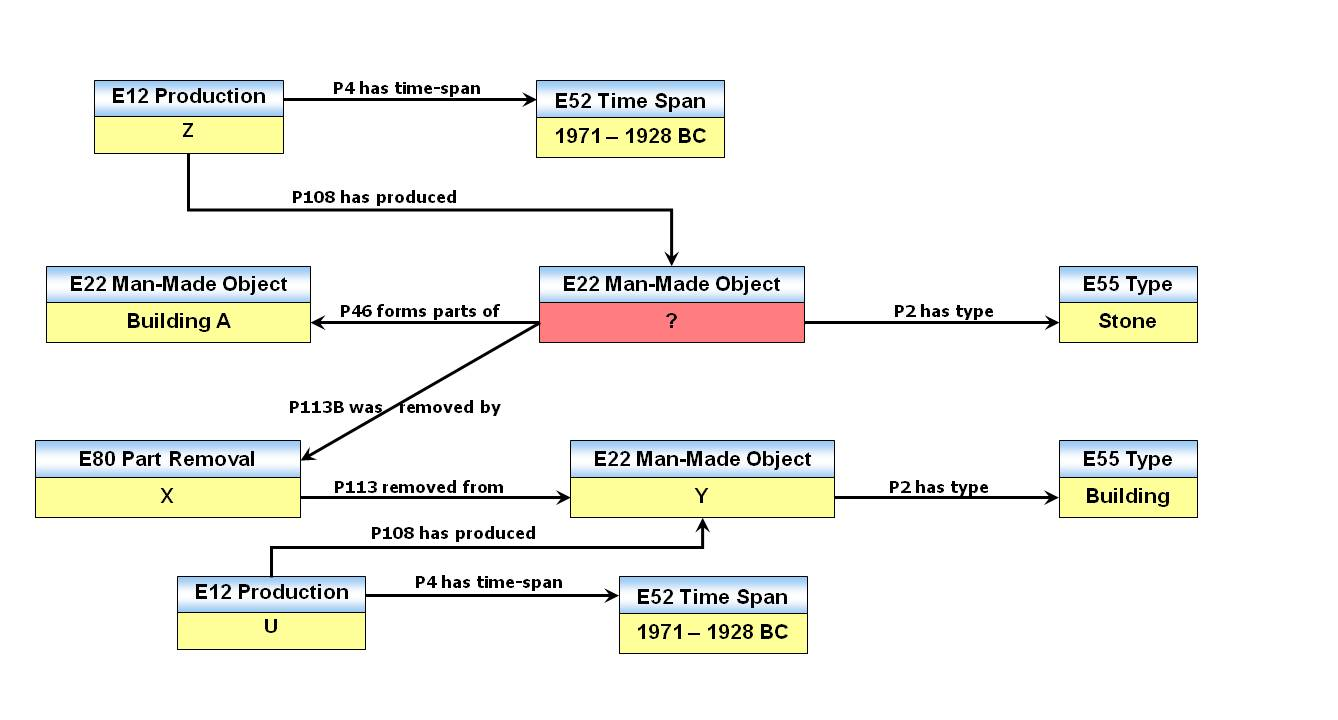 E12 Production
P4 has time-span
E52 Time Span
Z
1971 – 1928 BC
P108 has produced
E22 Man-Made Object
E22 Man-Made Object
E55 Type
Building A
P46 forms parts of
?
P2 has type
Stone
P113B was removed by
E80 Part Removal
E22 Man-Made Object
E55 Type
X
P113 removed from
Y
P2 has type
Building
P108 has produced
E12 Production
P4 has time-span
E52 Time Span
U
1971 – 1928 BC